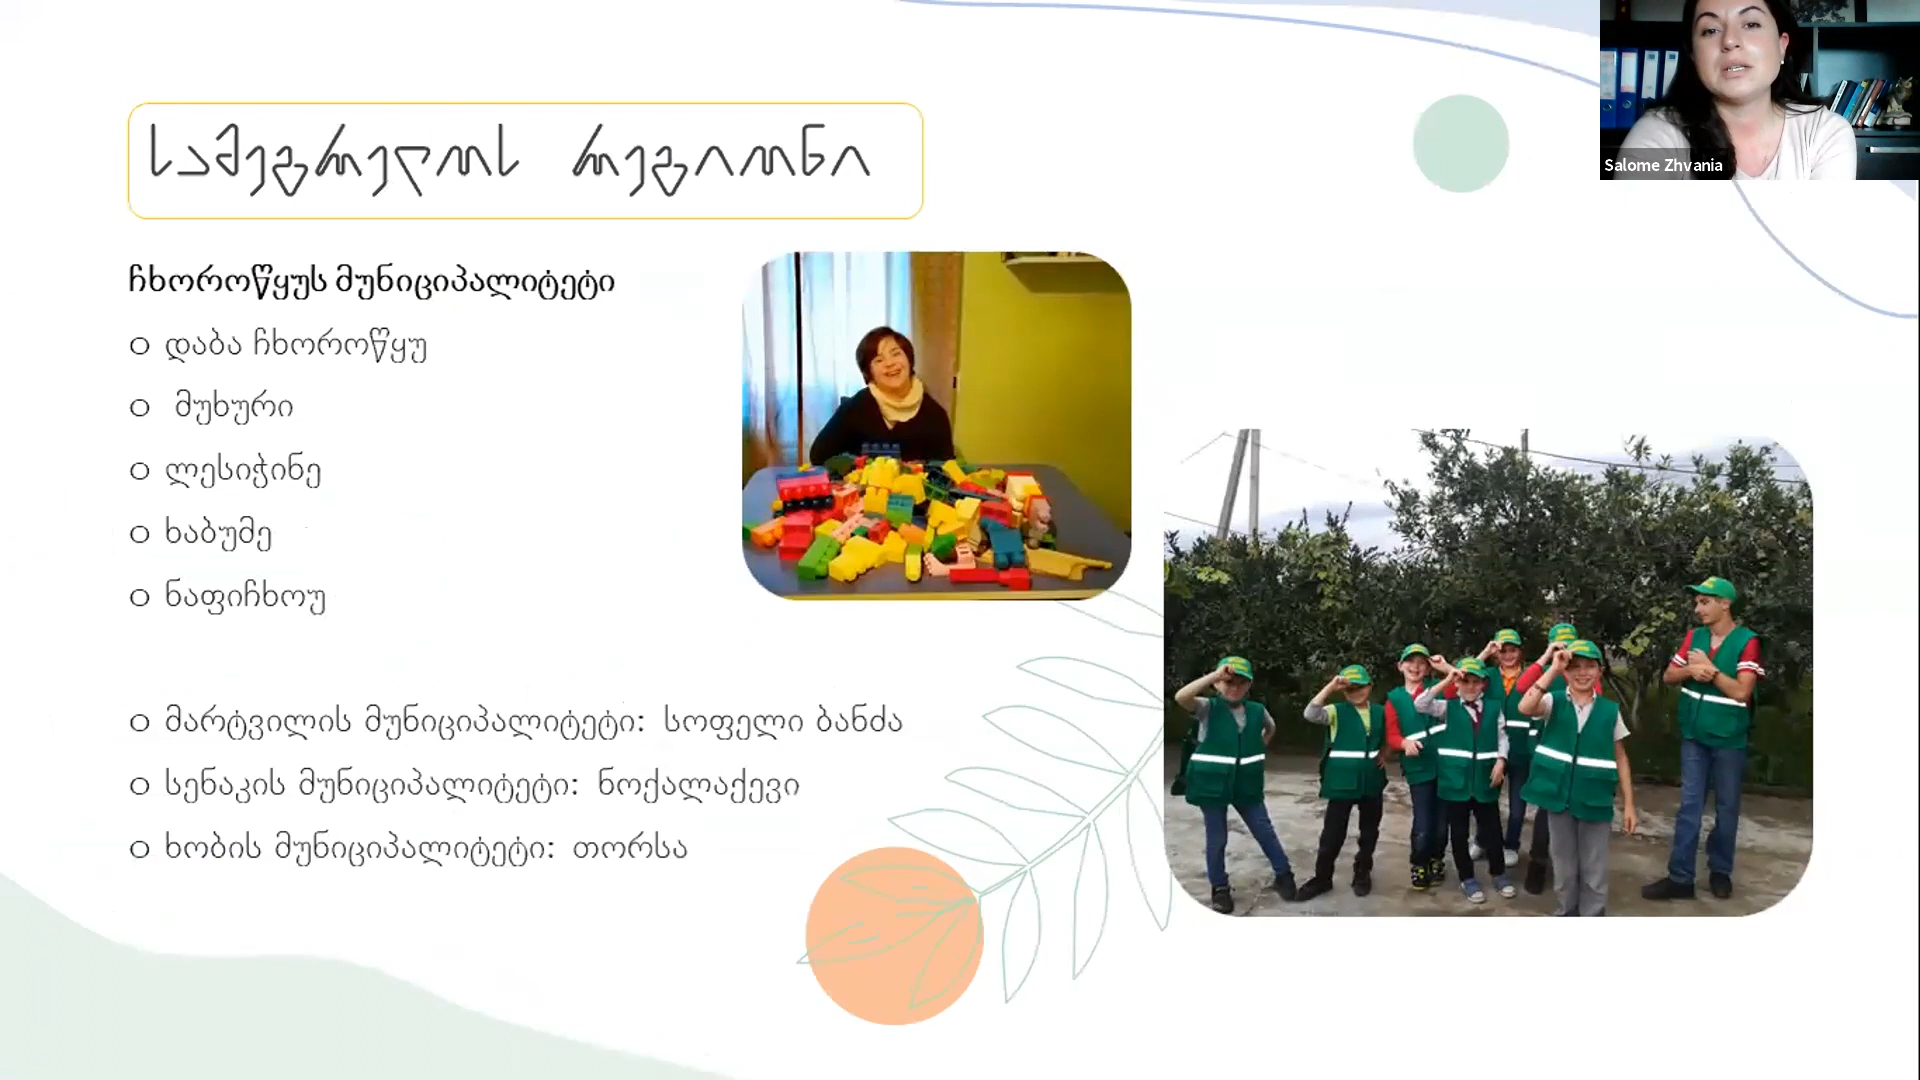 სამეგრელოს რეგიონი
Salome Zhvania
ჩხოროწყუს მუნიციპალიტეტი
o დაბა ჩხოროწყუ
o მუხური
o ლესიჭინე
o ხაბუმე
o ნაფიჩხოუ
o მარტვილის მუნიციპალიტეტი: სოფელი ბანძა
o სენაკის მუნიციპალიტეტი: ნოქალაქევი
o ხობის მუნიციპალიტეტი: თორსა